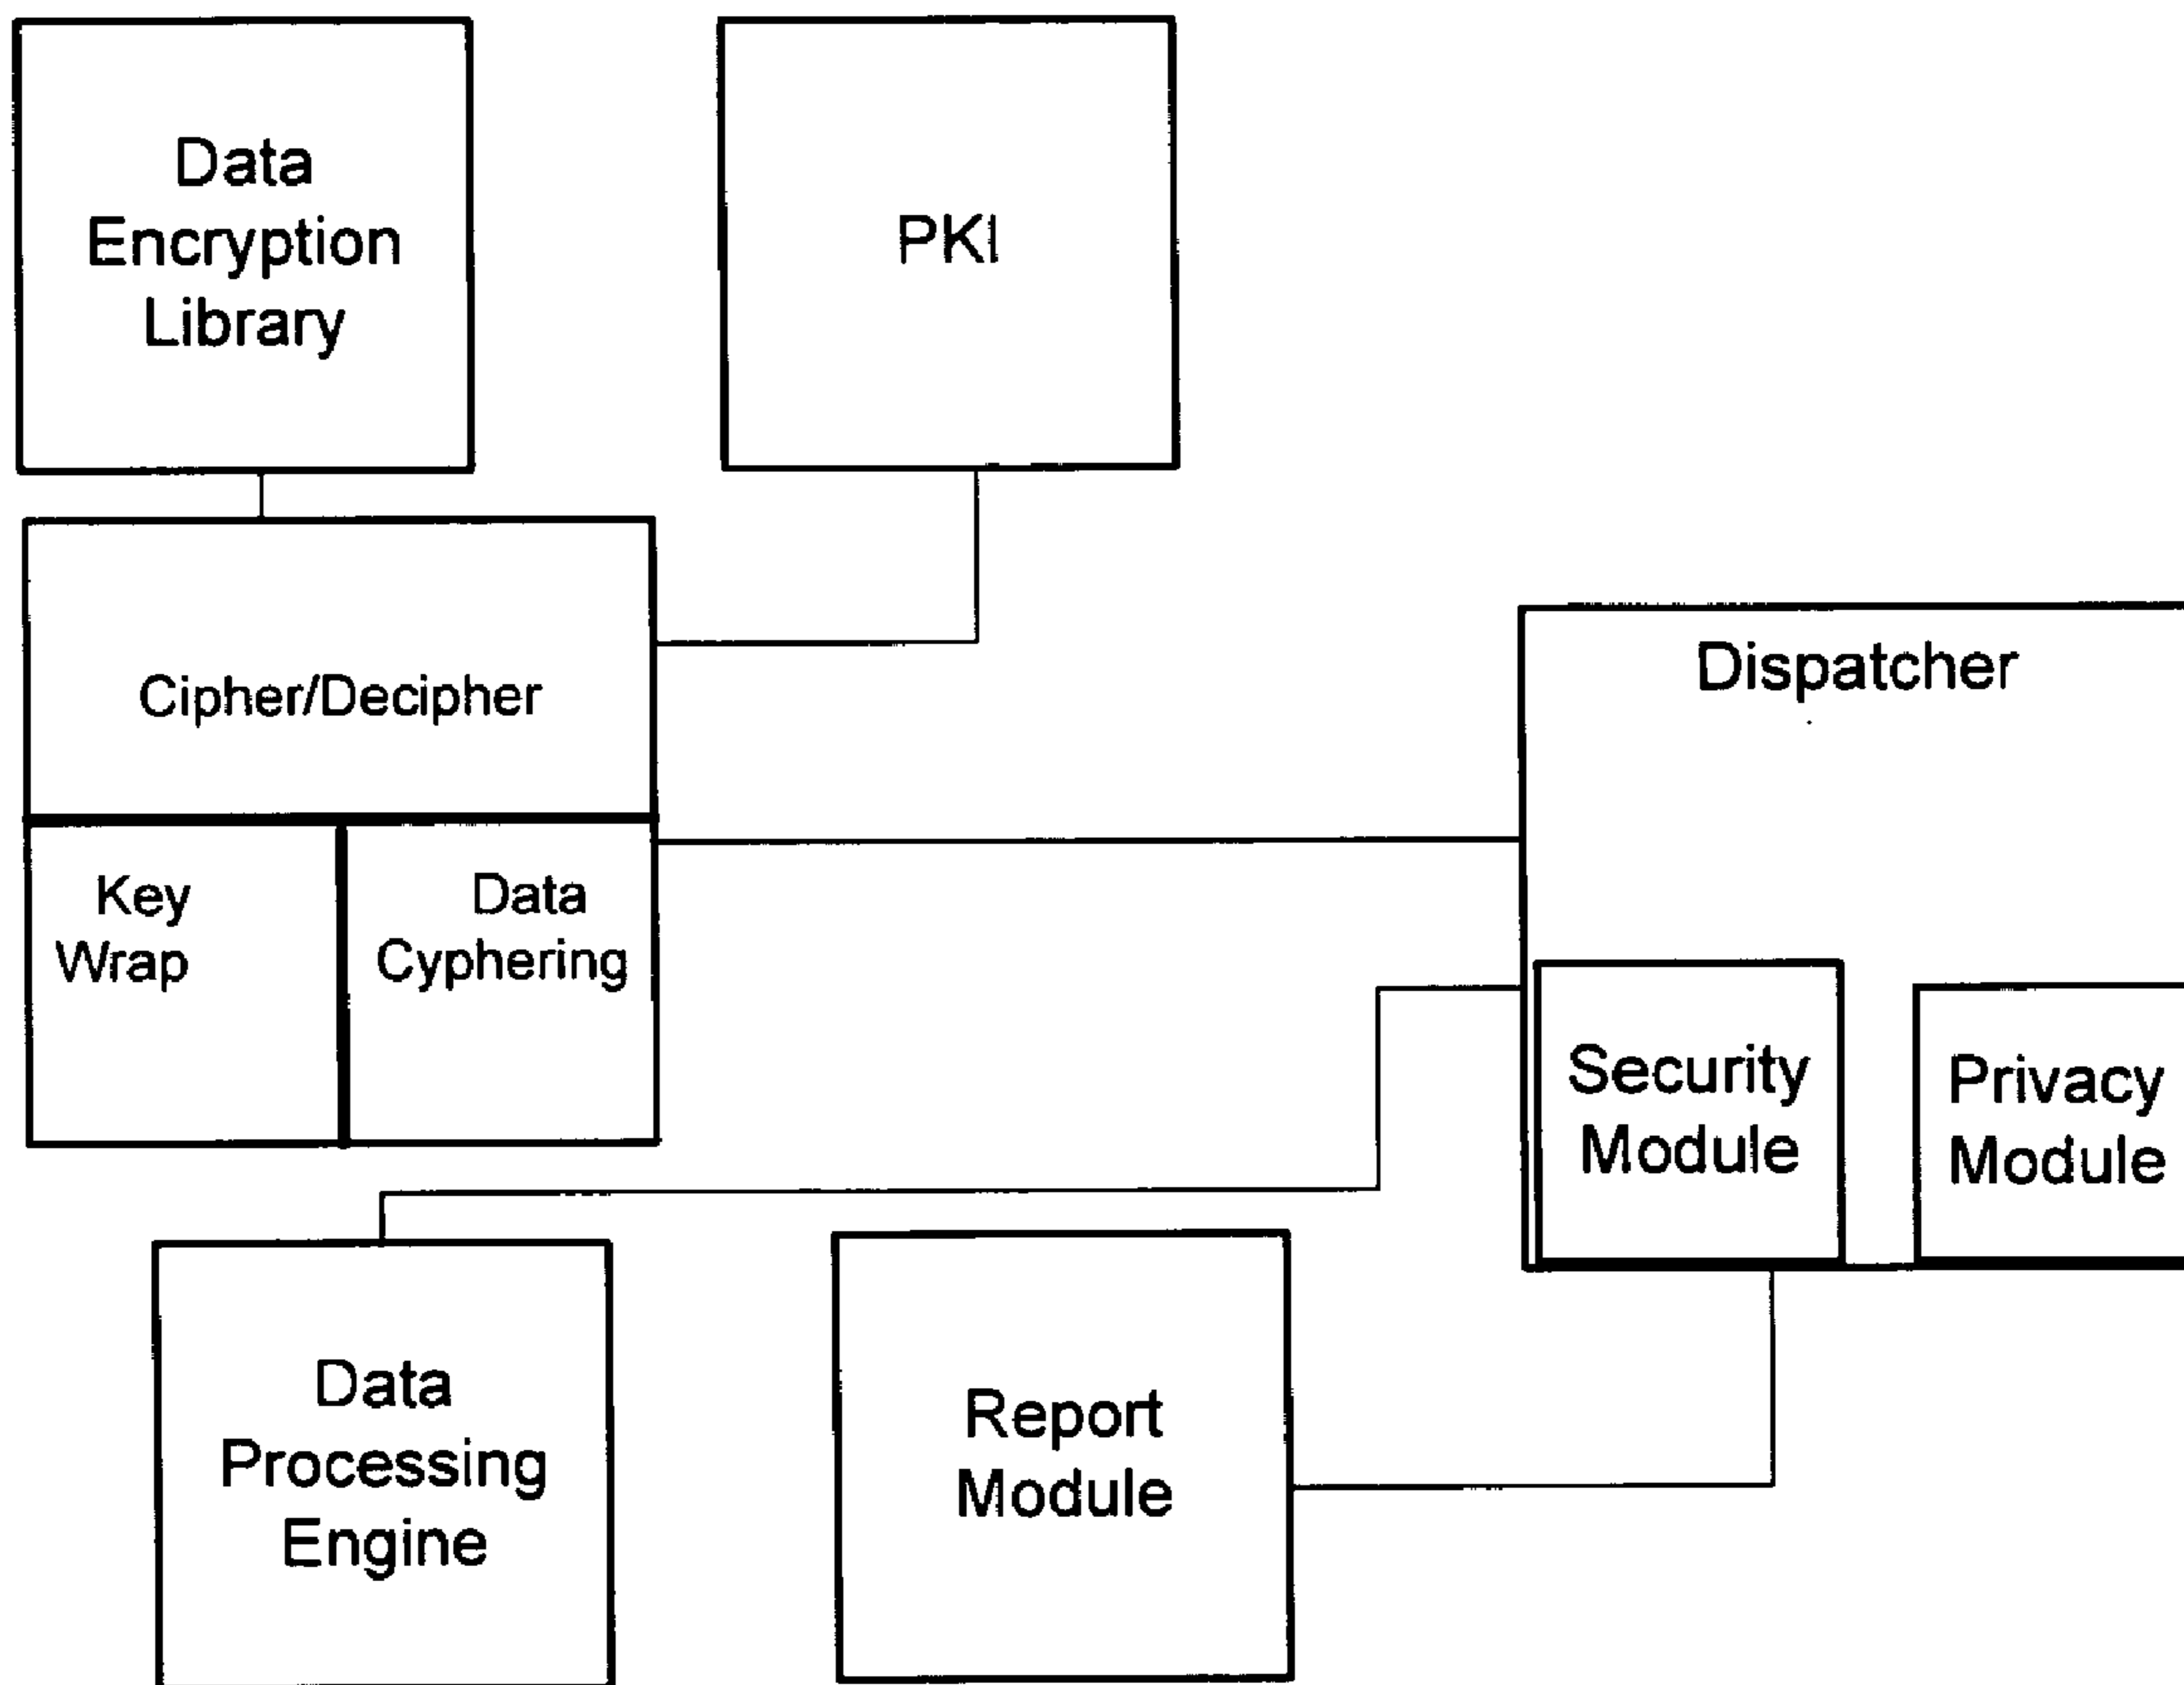 Data
Encryption
Library
PKI
Cipher/Decipher
Dispatcher
Key
Wrap
Data
Cyphering
Security
Module
Privacy
Module
Data
Processing
Engine
Report
Module